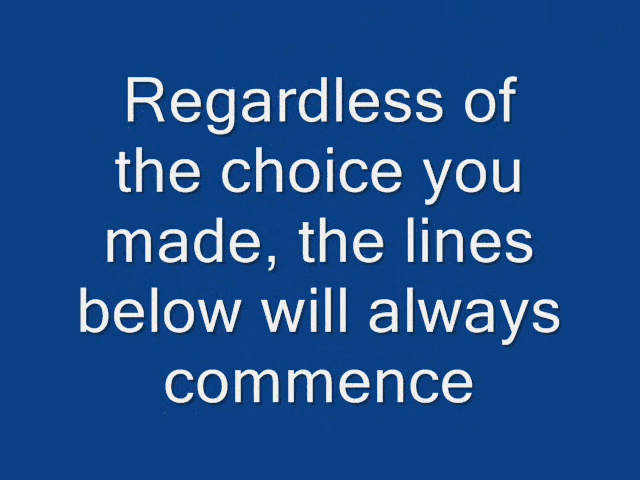 Regardless of
the choice you
made, the lines
below will always
commence